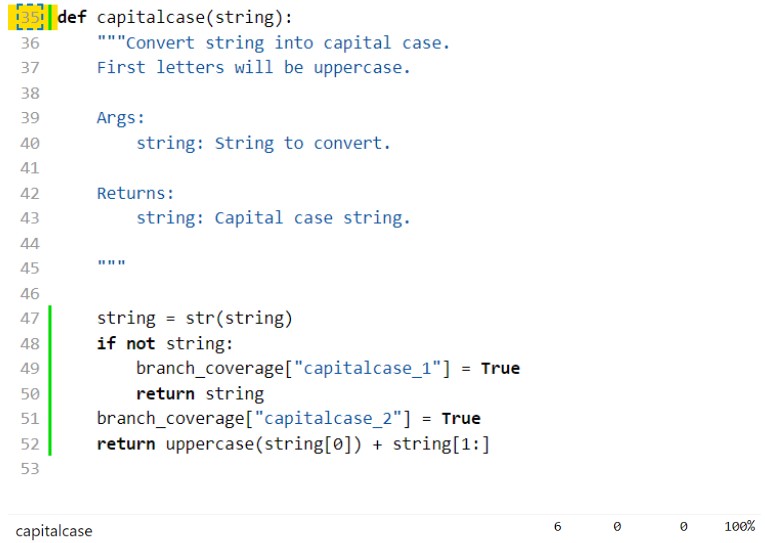 35 def capitalcase(string):
36     """Convert string into capital case.
37     First letters will be uppercase.
38
39     Args:
40         string: String to convert.
41
42     Returns:
43         string: Capital case string.
44
45     """
46
47     string = str(string)
48     if not string:
49         branch_coverage["capitalcase_1"] = True
50         return string
51     branch_coverage["capitalcase_2"] = True
52     return uppercase(string[0]) + string[1:]
53
capitalcase 6 0 0 100%